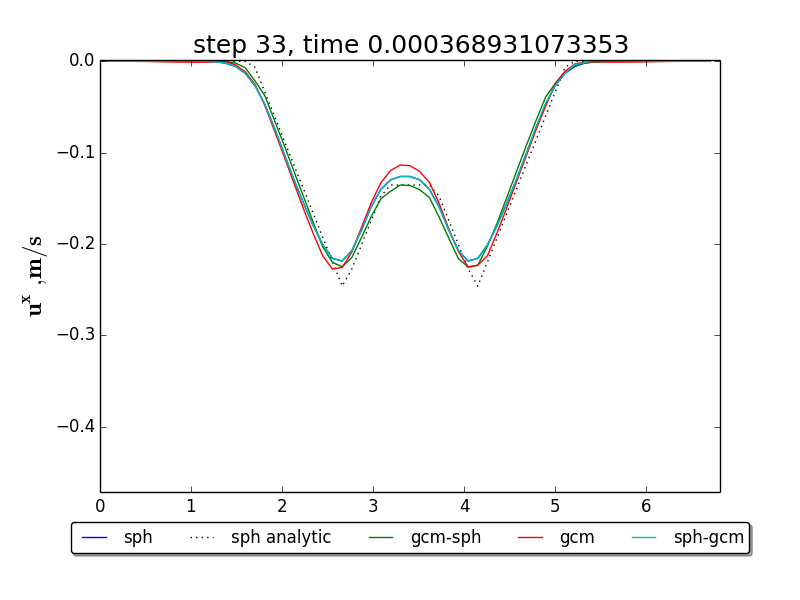 step 33, time 0.000368931073353
0.0
−0.1
−0.2
−0.3
−0.4
u^x ,m/s
0 1 2 3 4 5 6
sph sph analytic gcm-sph gcm sph-gcm